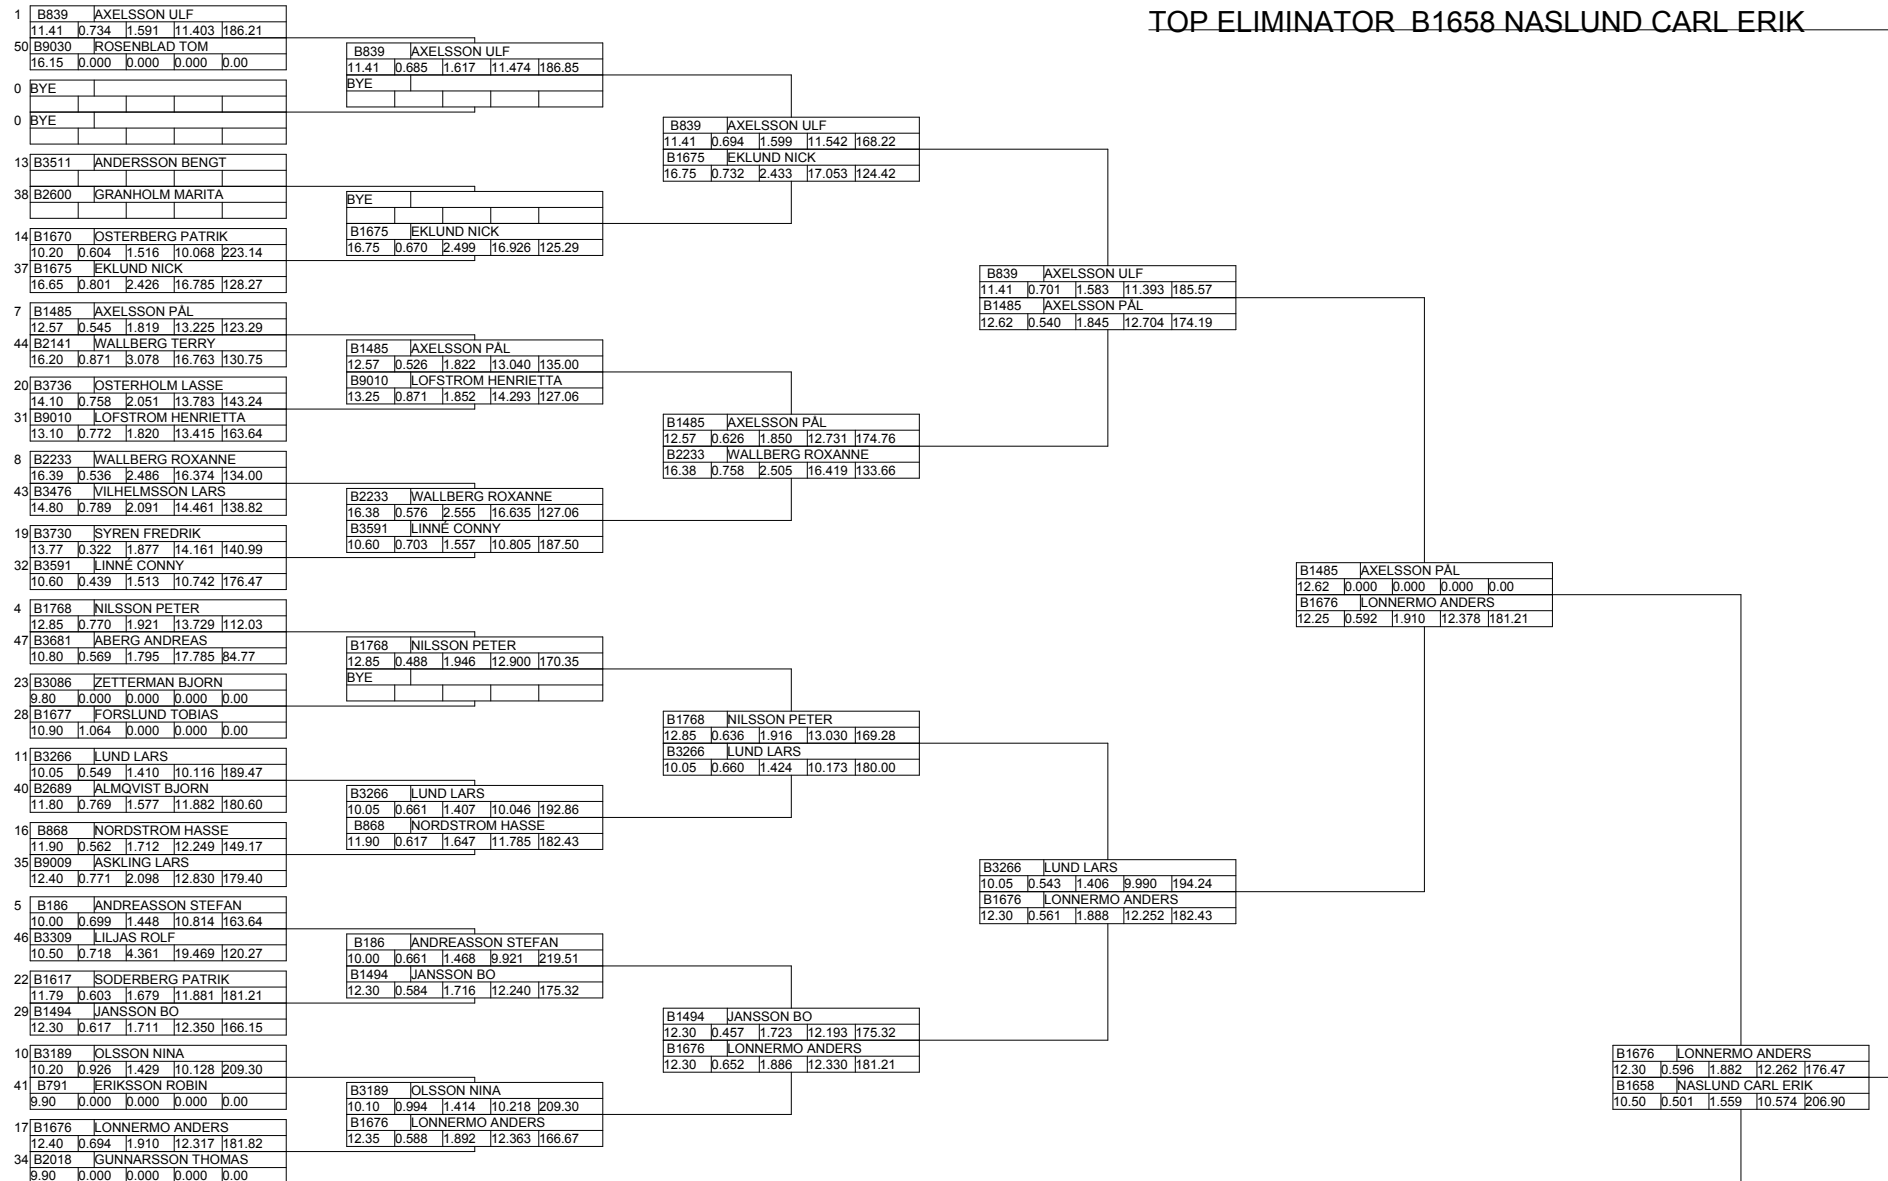 TOP ELIMINATOR B1658 NASLUND CARL ERIK
1 B839 AXELSSON ULF
11.41 0.734 1.591 11.403 186.21
50 B9030 ROSENBLAD TOM
16.15 0.000 0.000 0.000 0.00
0 BYE
0 BYE
13 B3511 ANDERSSON BENGT
38 B2600 GRANHOLM MARITA
14 B1670 OSTERBERG PATRIK
10.20 0.604 1.516 10.068 223.14
37 B1675 EKLUND NICK
16.65 0.801 2.426 16.785 128.27
7 B1485 AXELSSON PÅL
12.57 0.545 1.819 13.225 123.29
44 B2141 WALLBERG TERRY
16.20 0.871 3.078 16.763 130.75
20 B3736 OSTERHOLM LASSE
14.10 0.758 2.051 13.783 143.24
31 B9010 LOFSTROM HENRIETTA
13.10 0.772 1.820 13.415 163.64
8 B2233 WALLBERG ROXANNE
16.39 0.536 2.486 16.374 134.00
43 B3476 VILHELMSSON LARS
14.80 0.789 2.091 14.461 138.82
19 B3730 SYREN FREDRIK
13.77 0.322 1.877 14.161 140.99
32 B3591 LINNÉ CONNY
10.60 0.439 1.513 10.742 176.47
4 B1768 NILSSON PETER
12.85 0.770 1.921 13.729 112.03
47 B3681 ABERG ANDREAS
10.80 0.569 1.795 17.785 84.77
23 B3086 ZETTERMAN BJORN
9.80 0.000 0.000 0.000 0.00
28 B1677 FORSLUND TOBIAS
10.90 1.064 0.000 0.000 0.00
11 B3266 LUND LARS
10.05 0.549 1.410 10.116 189.47
40 B2689 ALMQVIST BJORN
11.80 0.769 1.577 11.882 180.60
16 B868 NORDSTROM HASSE
11.90 0.562 1.712 12.249 149.17
35 B9009 ASKLING LARS
12.40 0.771 2.098 12.830 179.40
5 B186 ANDREASSON STEFAN
10.00 0.699 1.448 10.814 163.64
46 B3309 LILJAS ROLF
10.50 0.718 4.361 19.469 120.27
22 B1617 SODERBERG PATRIK
11.79 0.603 1.679 11.881 181.21
29 B1494 JANSSON BO
12.30 0.617 1.711 12.350 166.15
10 B3189 OLSSON NINA
10.20 0.926 1.429 10.128 209.30
41 B791 ERIKSSON ROBIN
9.90 0.000 0.000 0.000 0.00
17 B1676 LONNERMO ANDERS
12.40 0.694 1.910 12.317 181.82
34 B2018 GUNNARSSON THOMAS
9.90 0.000 0.000 0.000 0.00
B839 AXELSSON ULF
11.41 0.685 1.617 11.474 186.85
BYE
BYE
B1675 EKLUND NICK
16.75 0.670 2.499 16.926 125.29
B1485 AXELSSON PÅL
12.57 0.526 1.822 13.040 135.00
B9010 LOFSTROM HENRIETTA
13.25 0.871 1.852 14.293 127.06
B2233 WALLBERG ROXANNE
16.38 0.576 2.555 16.635 127.06
B3591 LINNÉ CONNY
10.60 0.703 1.557 10.805 187.50
B1768 NILSSON PETER
12.85 0.488 1.946 12.900 170.35
BYE
B3266 LUND LARS
10.05 0.661 1.407 10.046 192.86
B868 NORDSTROM HASSE
11.90 0.617 1.647 11.785 182.43
B186 ANDREASSON STEFAN
10.00 0.661 1.468 9.921 219.51
B1494 JANSSON BO
12.30 0.584 1.716 12.240 175.32
B3189 OLSSON NINA
10.10 0.994 1.414 10.218 209.30
B1676 LONNERMO ANDERS
12.35 0.588 1.892 12.363 166.67
B839 AXELSSON ULF
11.41 0.694 1.599 11.542 168.22
B1675 EKLUND NICK
16.75 0.732 2.433 17.053 124.42
B1485 AXELSSON PÅL
12.57 0.626 1.850 12.731 174.76
B2233 WALLBERG ROXANNE
16.38 0.758 2.505 16.419 133.66
B1768 NILSSON PETER
12.85 0.636 1.916 13.030 169.28
B3266 LUND LARS
10.05 0.660 1.424 10.173 180.00
B1494 JANSSON BO
12.30 0.457 1.723 12.193 175.32
B1676 LONNERMO ANDERS
12.30 0.652 1.886 12.330 181.21
B839 AXELSSON ULF
11.41 0.701 1.583 11.393 185.57
B1485 AXELSSON PÅL
12.62 0.540 1.845 12.704 174.19
B3266 LUND LARS
10.05 0.543 1.406 9.990 194.24
B1676 LONNERMO ANDERS
12.30 0.561 1.888 12.252 182.43
B1485 AXELSSON PÅL
12.62 0.000 0.000 0.000 0.00
B1676 LONNERMO ANDERS
12.25 0.592 1.910 12.378 181.21
B1676 LONNERMO ANDERS
12.30 0.596 1.882 12.262 176.47
B1658 NASLUND CARL ERIK
10.50 0.501 1.559 10.574 206.90